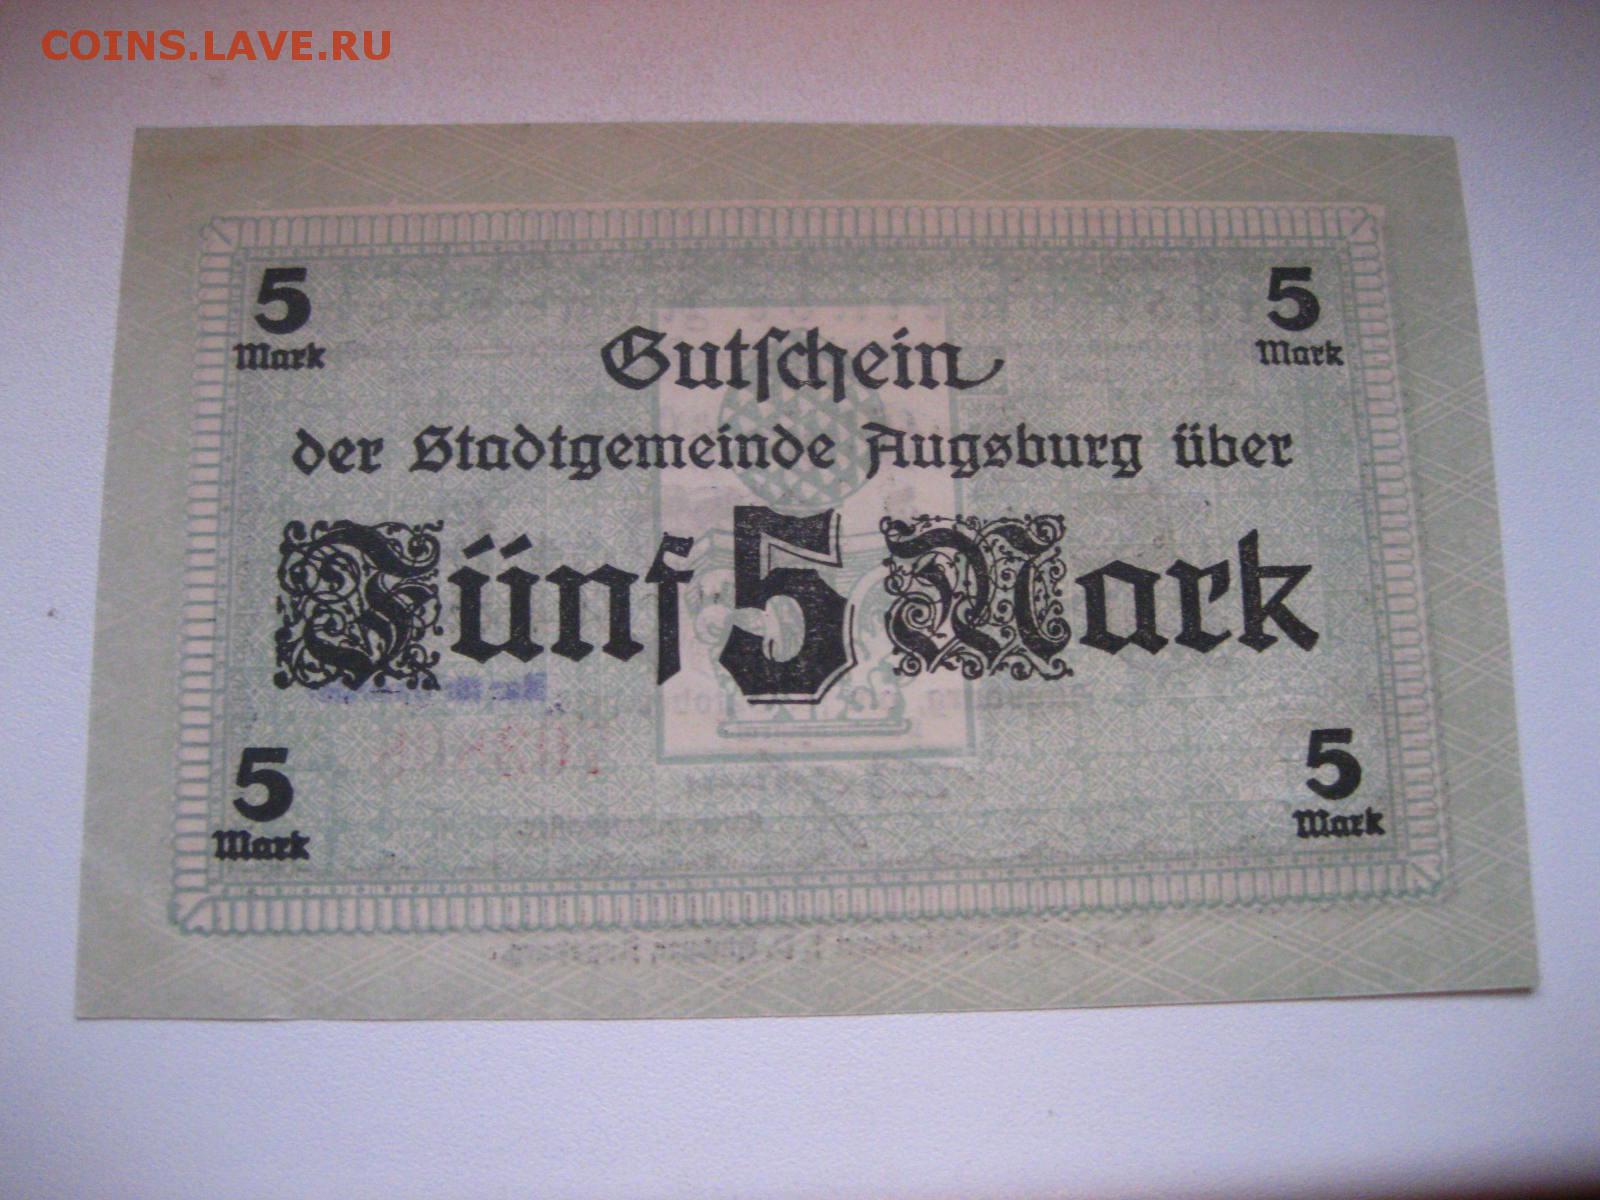 COINS.LAVE.RU
5 5
Mark Mark
Gutschein
der Stadtgemeinde Augsburg über
Fünf 5 Mark
5 5
Mark Mark